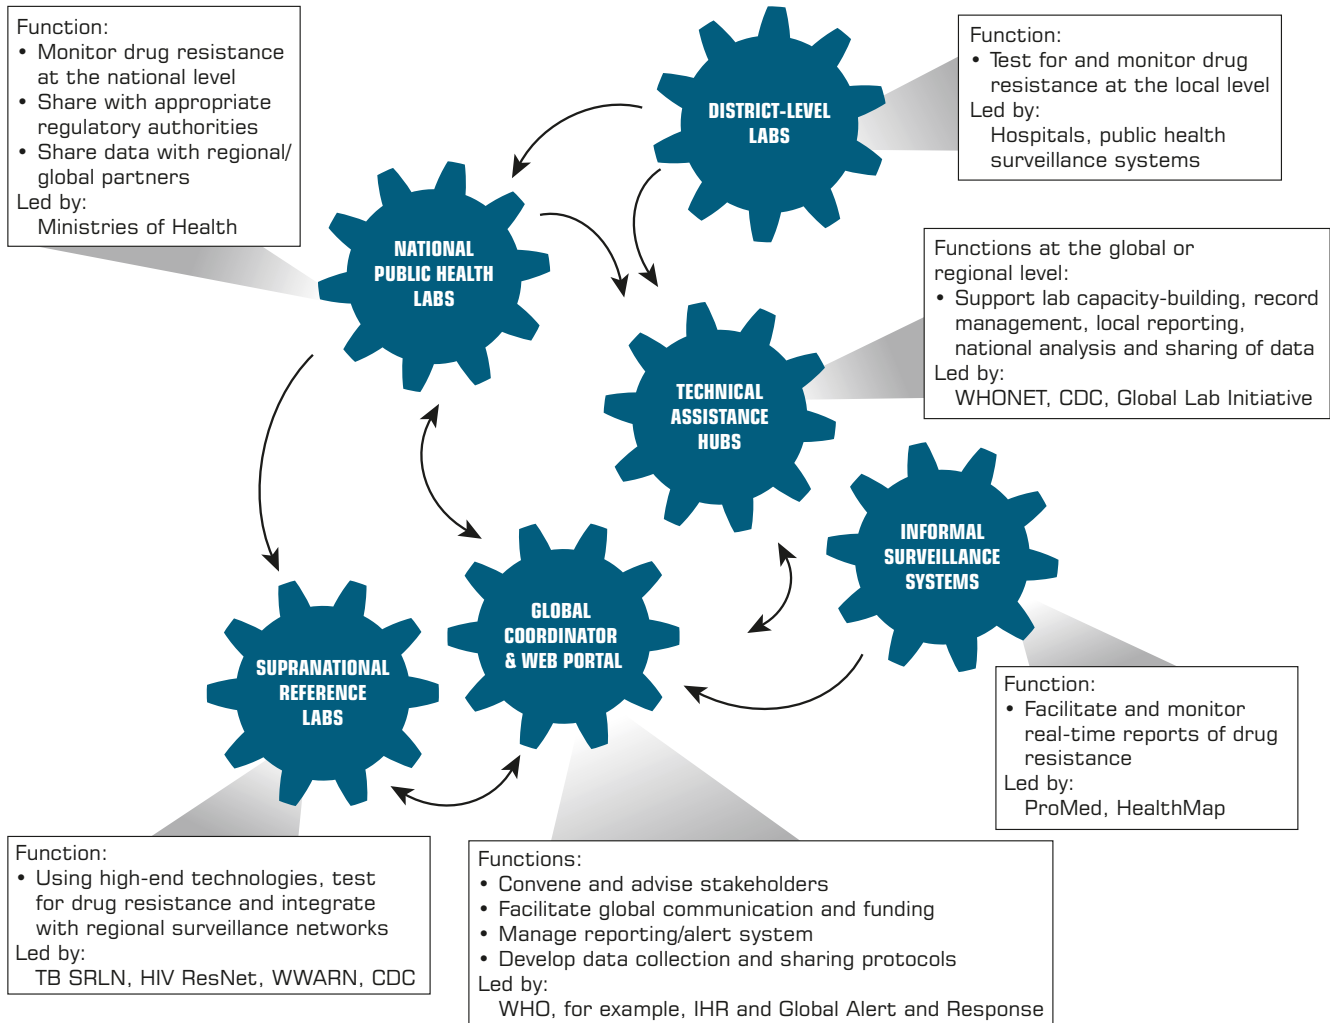 Function:
• Monitor drug resistance
at the national level
• Share with appropriate
regulatory authorities
• Share data with regional/
global partners
Led by:
Ministries of Health
DISTRICT-LEVEL
LABS
Function:
• Test for and monitor drug
resistance at the local level
Led by:
Hospitals, public health
surveillance systems
NATIONAL
PUBLIC HEALTH
LABS
Functions at the global or
regional level:
• Support lab capacity-building, record
management, local reporting,
national analysis and sharing of data
Led by:
WHONET, CDC, Global Lab Initiative
TECHNICAL
ASSISTANCE
HUBS
INFORMAL
SURVEILLANCE
SYSTEMS
GLOBAL
COORDINATOR
& WEB PORTAL
SUPRANATIONAL
REFERENCE
LABS
Function:
• Facilitate and monitor
real-time reports of drug
resistance
Led by:
ProMed, HealthMap
Function:
• Using high-end technologies, test
for drug resistance and integrate
with regional surveillance networks
Led by:
TB SRLN, HIV ResNet, WWARN, CDC
Functions:
• Convene and advise stakeholders
• Facilitate global communication and funding
• Manage reporting/alert system
• Develop data collection and sharing protocols
Led by:
WHO, for example, IHR and Global Alert and Response